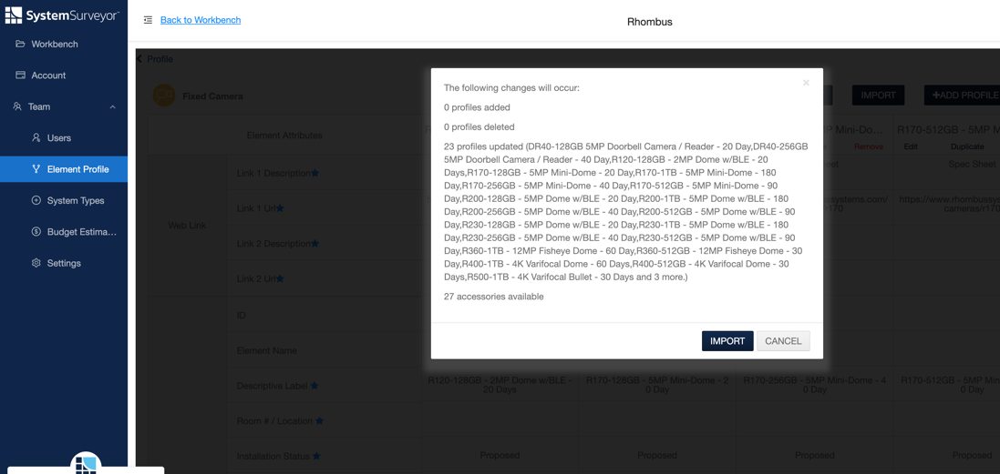 SystemSurveyor
Back to Workbench
Rhombus
Workbench
Account
Team
Users
Element Profile
System Types
Budget Estima...
Settings
Profile
Fixed Camera
IMPORT
+ADD PROFILE
Element Attributes
Mini-Do...
R170-512GB - 5MP Min
Remove
Edit
Duplicate
Link 1 Description
Spec Sheet
Web Link
Link 1 Url
https://www.rhombussystems.com/
cameras/r170
Link 2 Description
Link 2 Url
ID
Element Name
Descriptive Label
R120-128GB - 2MP Dome w/BLE -
20 Days
R170-128GB - 5MP Mini-Dome - 2
0 Day
R170-256GB - 5MP Mini-Dome - 4
0 Day
R170-512GB - 5MP Min
Day
Room # / Location
Installation Status
Proposed
Proposed
Proposed
Proposed
×
The following changes will occur:
0 profiles added
0 profiles deleted
23 profiles updated (DR40-128GB 5MP Doorbell Camera / Reader - 20 Day,DR40-256GB
5MP Doorbell Camera / Reader - 40 Day,R120-128GB - 2MP Dome w/BLE - 20
Days,R170-128GB - 5MP Mini-Dome - 20 Day,R170-1TB - 5MP Mini-Dome - 180
Day,R170-256GB - 5MP Mini-Dome - 40 Day,R170-512GB - 5MP Mini-Dome - 90
Day,R200-128GB - 5MP Dome w/BLE - 20 Day,R200-1TB - 5MP Dome w/BLE - 180
Day,R200-256GB - 5MP Dome w/BLE - 40 Day,R200-512GB - 5MP Dome w/BLE - 90
Day,R230-128GB - 5MP Dome w/BLE - 20 Day,R230-1TB - 5MP Dome w/BLE - 180
Day,R230-256GB - 5MP Dome w/BLE - 40 Day,R230-512GB - 5MP Dome w/BLE - 90
Day,R360-1TB - 12MP Fisheye Dome - 60 Day,R360-512GB - 12MP Fisheye Dome - 30
Day,R400-1TB - 4K Varifocal Dome - 60 Days,R400-512GB - 4K Varifocal Dome - 30
Days,R500-1TB - 4K Varifocal Bullet - 30 Days and 3 more.)
27 accessories available
IMPORT
CANCEL